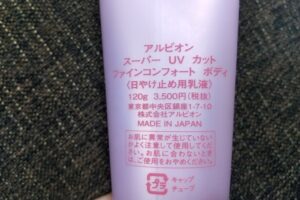 アルビオン
スーパー UV カット
ファインコンフォート ボディ
(日やけ止め用乳液)
120g 3,500円(税抜)
東京都中央区銀座1-7-10
株式会社アルビオン
MADE IN JAPAN
お肌に異常が生じていない
かよく注意して使用してく
ださい。お肌に合わないとき
は、ご使用をおやめください。
プラ
キャップ
チューブ